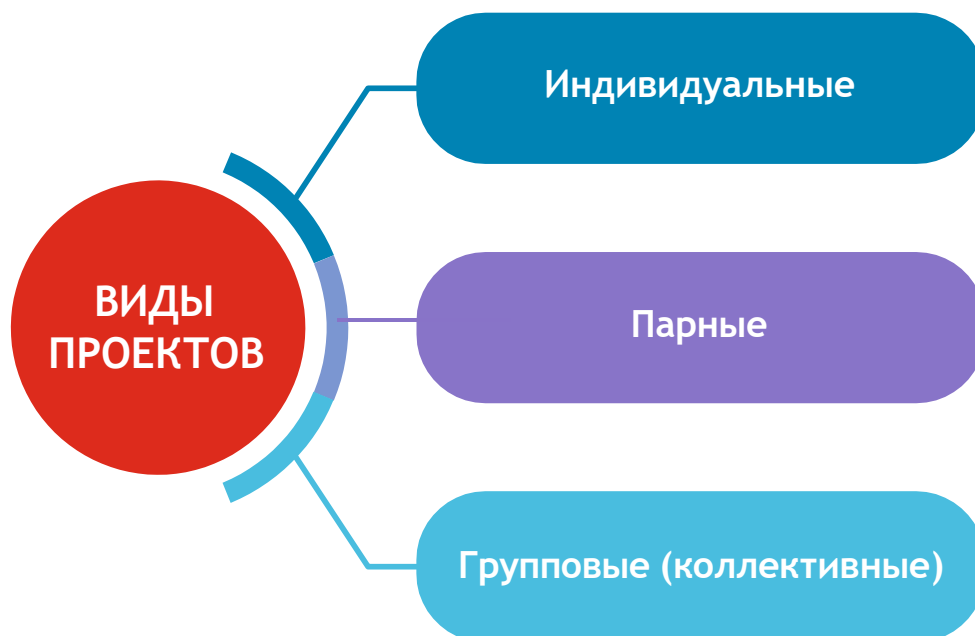 ВИДЫ
ПРОЕКТОВ
Индивидуальные
Парные
Групповые (коллективные)